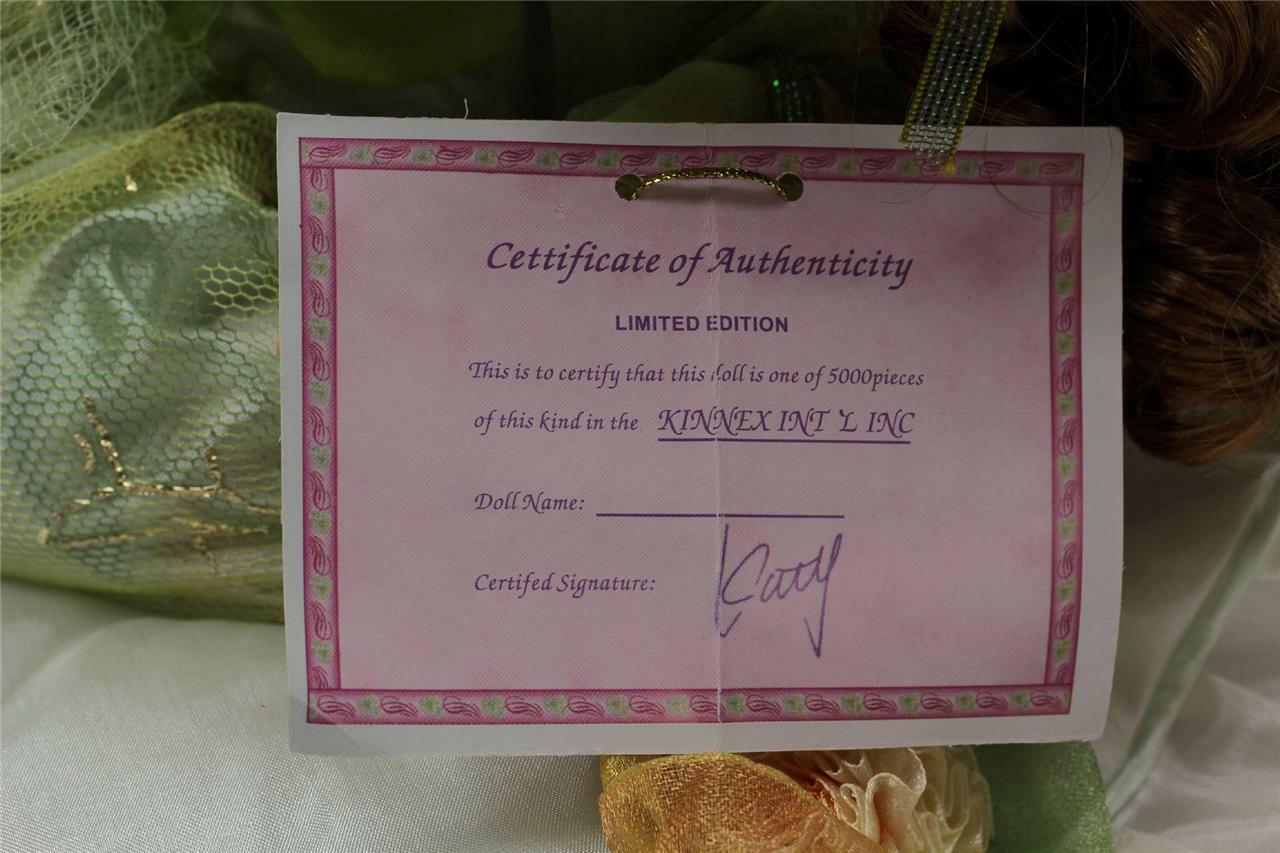 Cettificate of Authenticity
LIMITED EDITION
This is to certify that this doll is one of 5000pieces
of this kind in the KINNEX INT 'L INC
Doll Name:
Certifed Signature: Catty